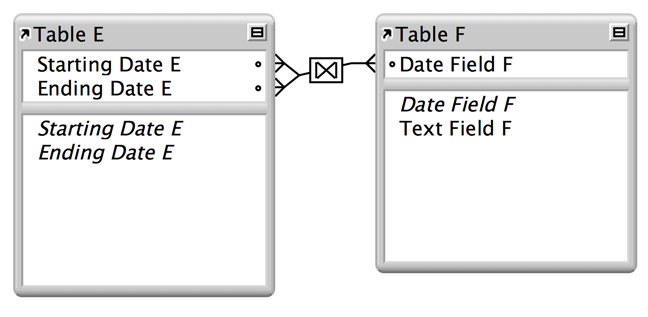 Table E
Starting Date E
Ending Date E
Starting Date E
Ending Date E
Table F
Date Field F
Date Field F
Text Field F